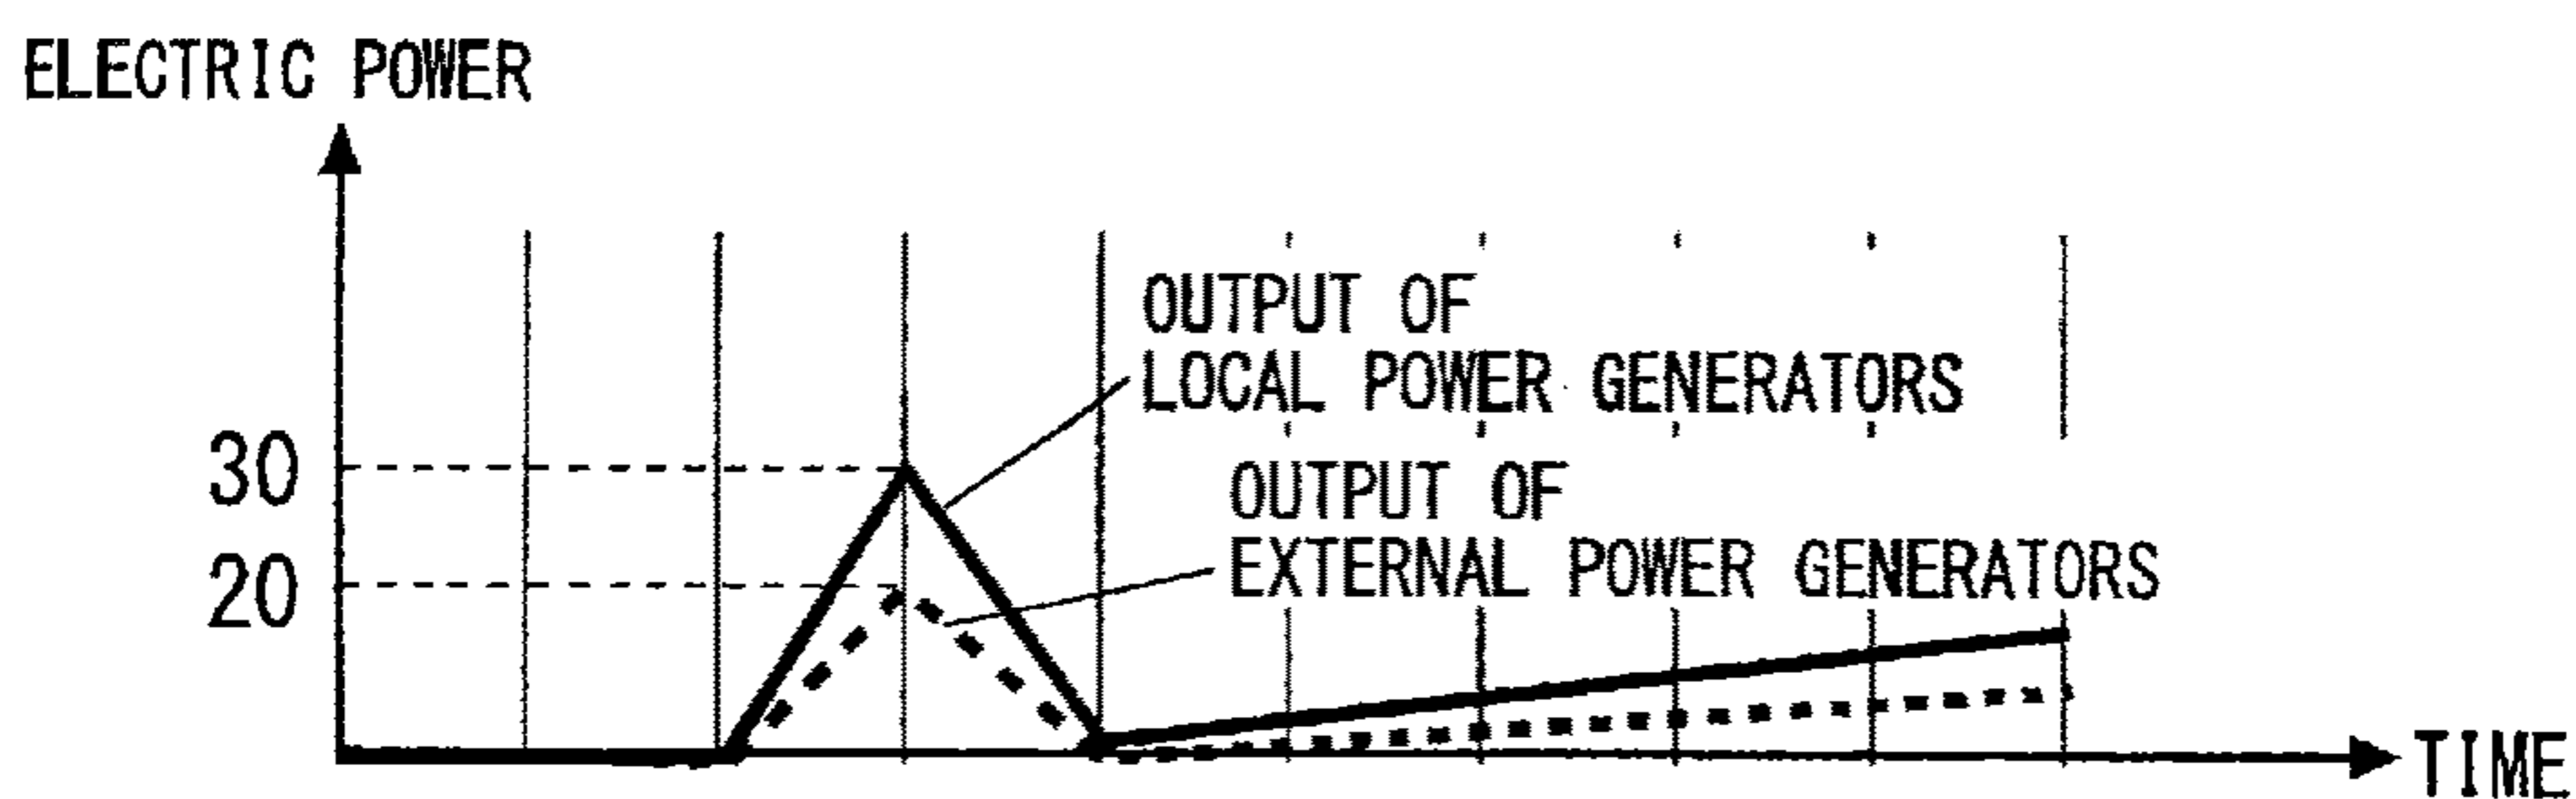 ELECTRIC POWER
OUTPUT OF
LOCAL POWER GENERATORS
30
OUTPUT OF
EXTERNAL POWER GENERATORS
20
TIME